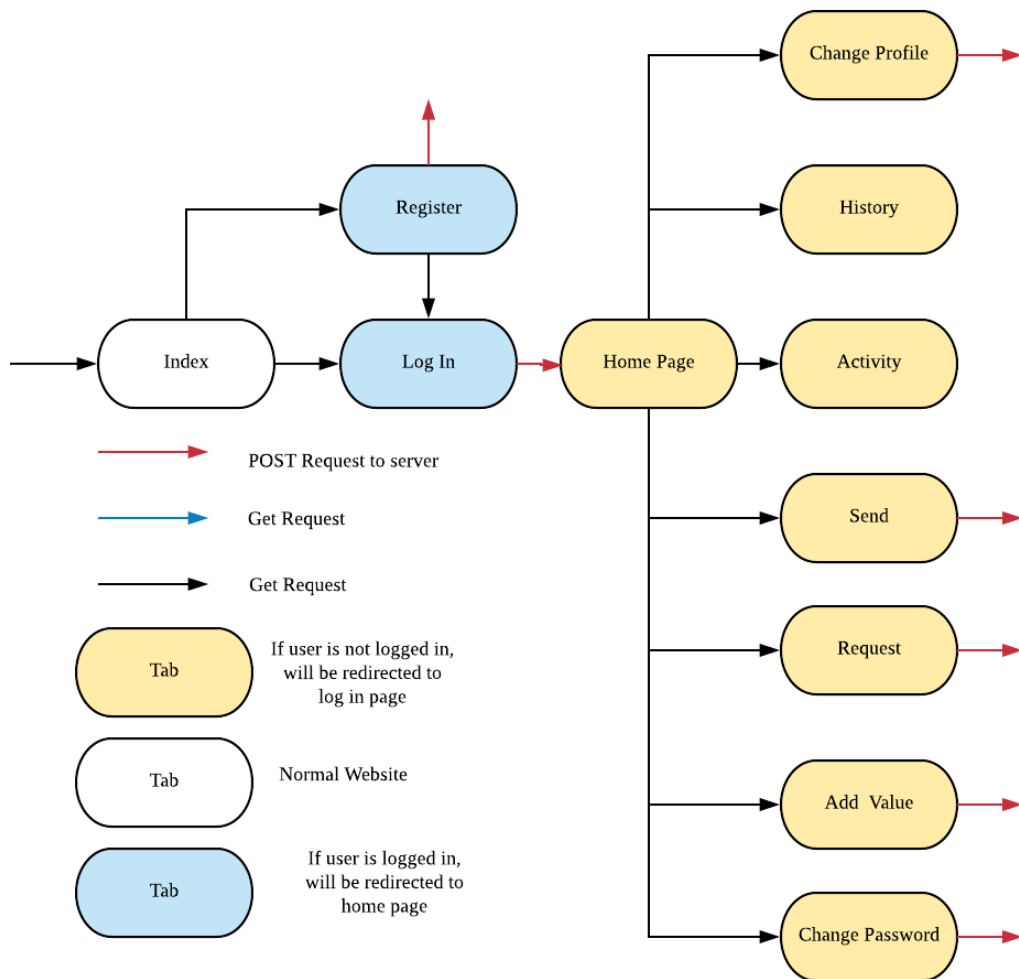 Change Profile
Register
History
Index
Log In
Home Page
Activity
POST Request to server
Get Request
Send
Get Request
If user is not logged in,
will be redirected to
log in page
Tab
Request
Normal Website
Tab
Add  Value
If user is logged in,
will be redirected to
home page
Tab
Change Password